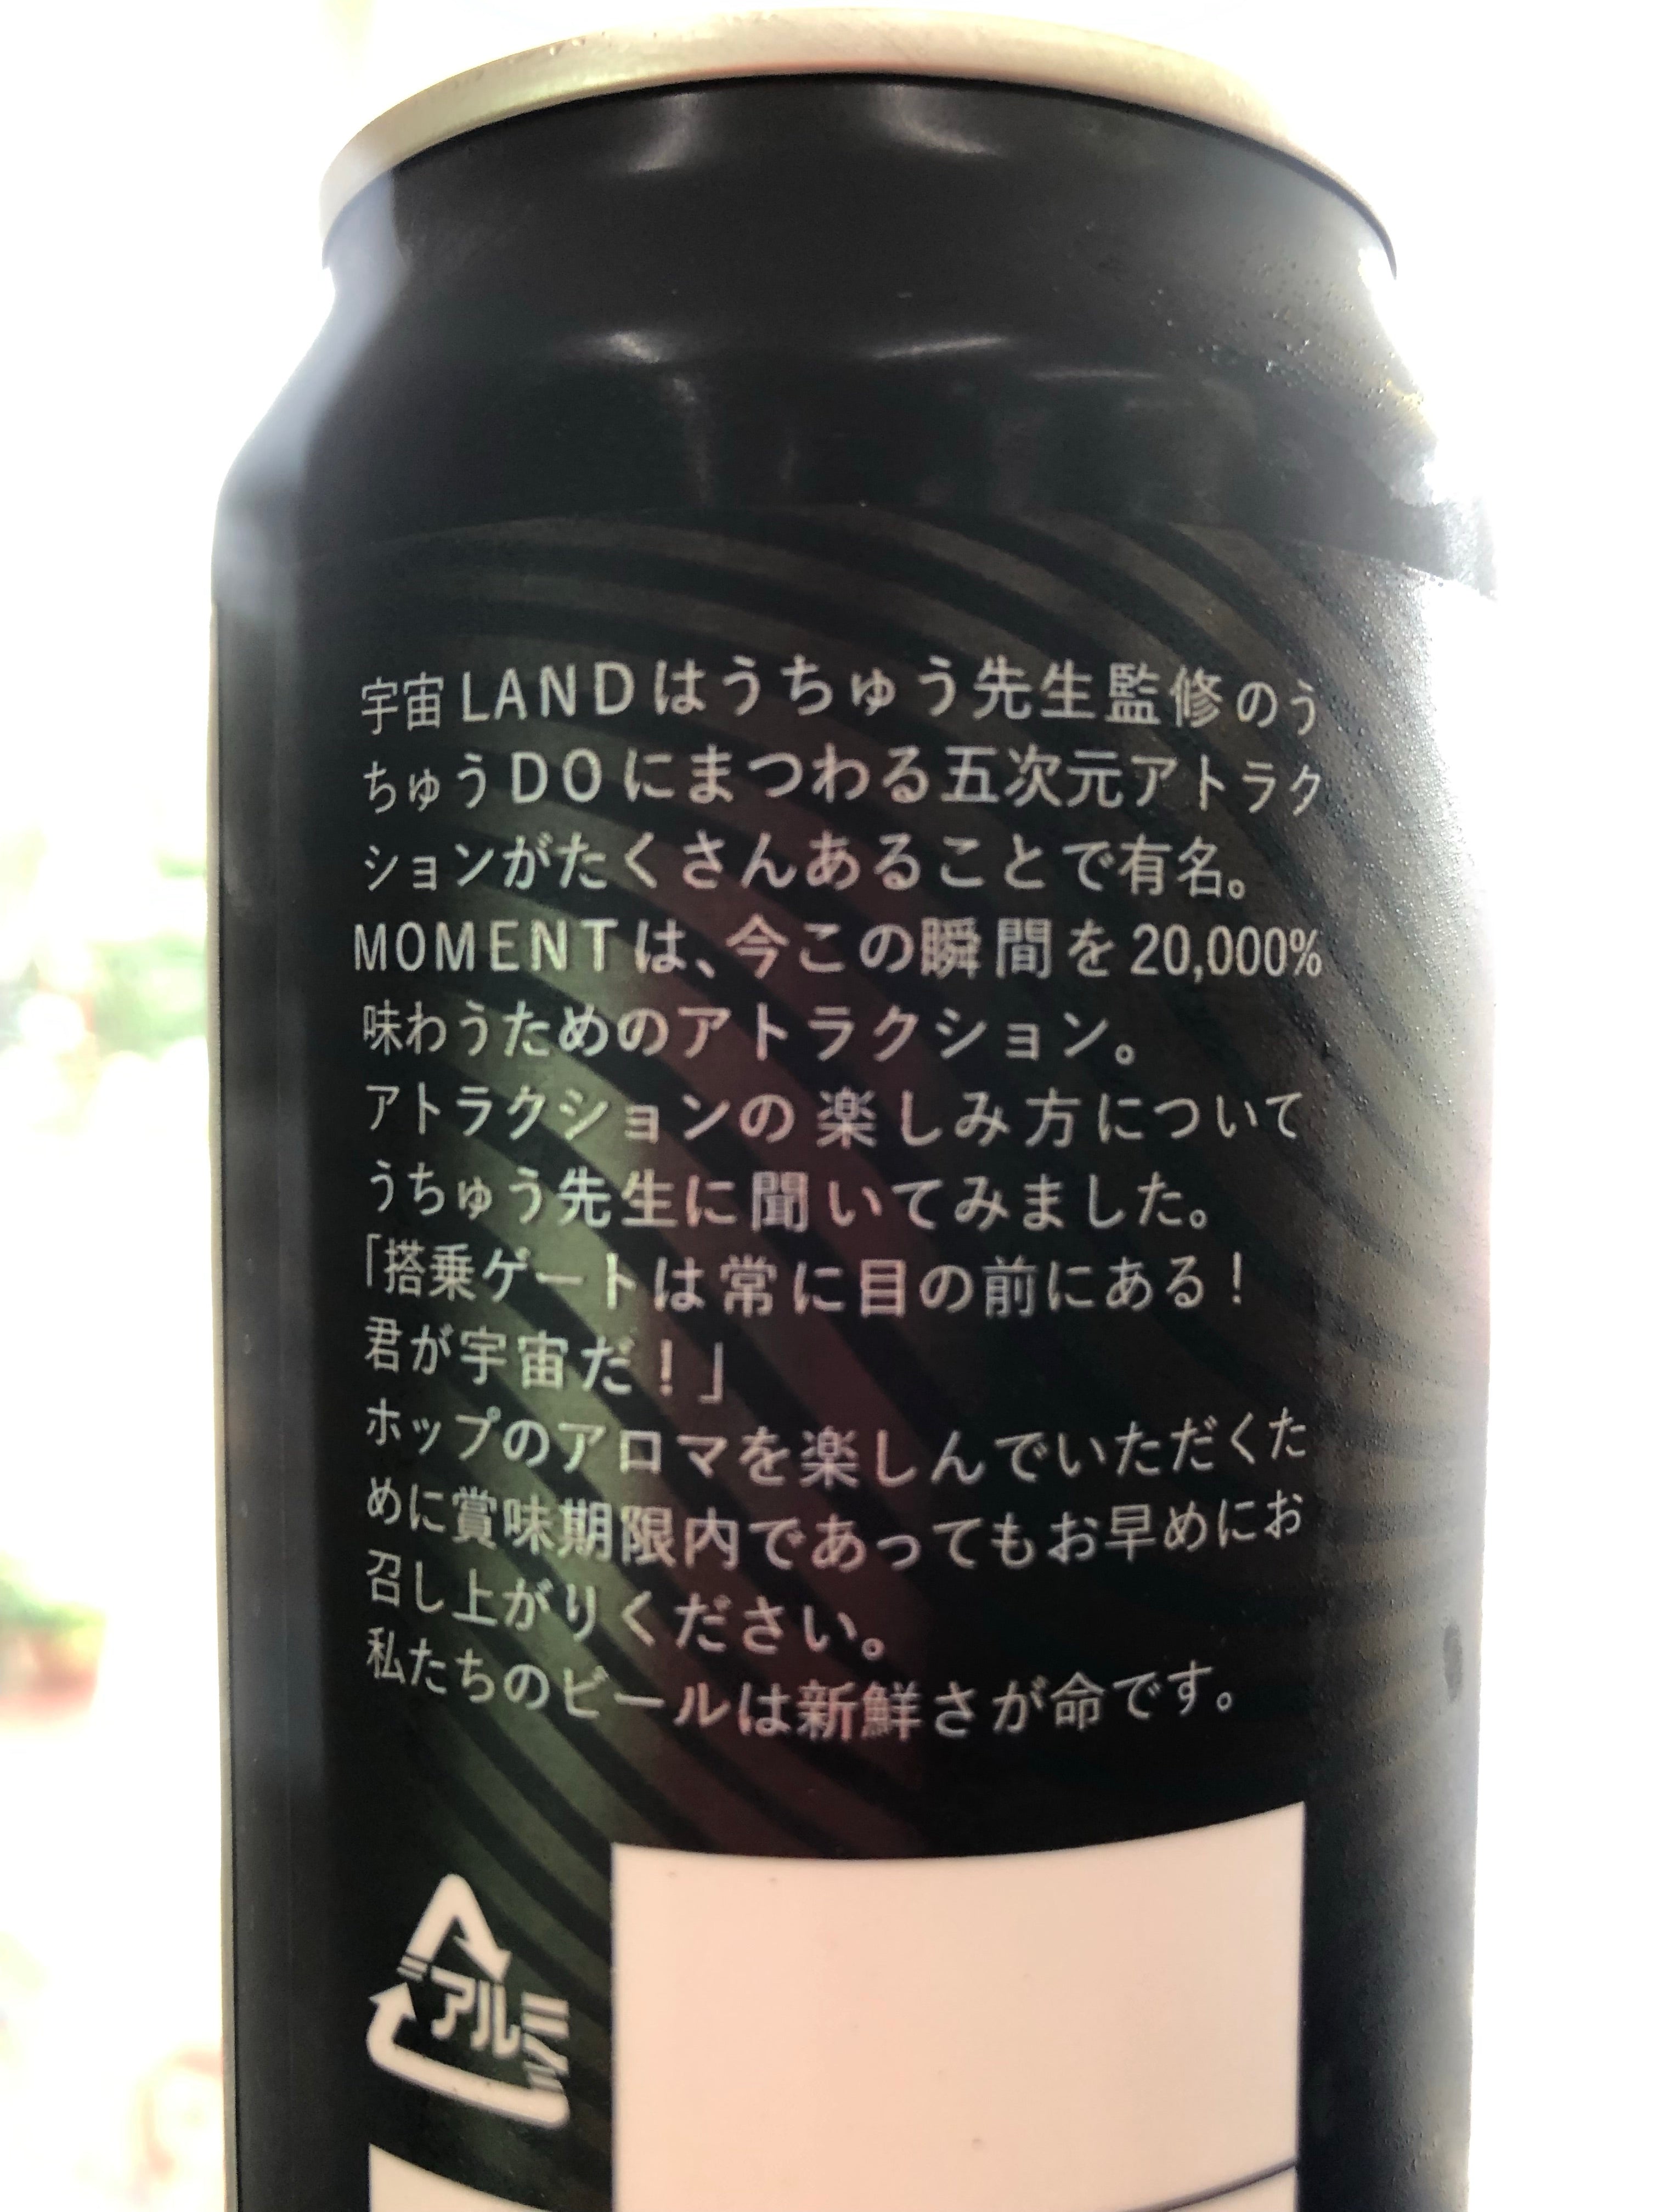 宇宙LANDはうちゅう先生監修のう
ちゅうDOにまつわる五次元アトラク
ションがたくさんあることで有名。
MOMENTは、今この瞬間を20,000%
味わうためのアトラクション。
アトラクションの楽しみ方について
うちゅう先生に聞いてみました。
「搭乗ゲートは常に目の前にある!
君が宇宙だ!」
ホップのアロマを楽しんでいただくた
めに賞味期限内であってもお早めにお
召し上がりください。
私たちのビールは新鮮さが命です。
アルミ